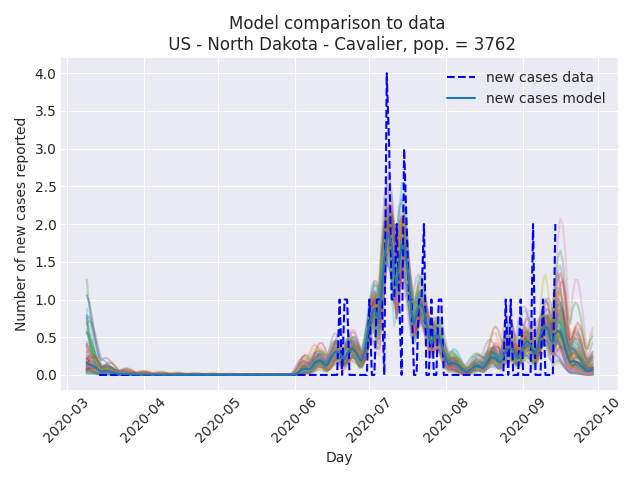 Model comparison to data
US - North Dakota - Cavalier, pop. = 3762
new cases data
new cases model
Number of new cases reported
4.0
3.5
3.0
2.5
2.0
1.5
1.0
0.5
0.0
2020-03
2020-04
2020-05
2020-06
2020-07
2020-08
2020-09
2020-10
Day